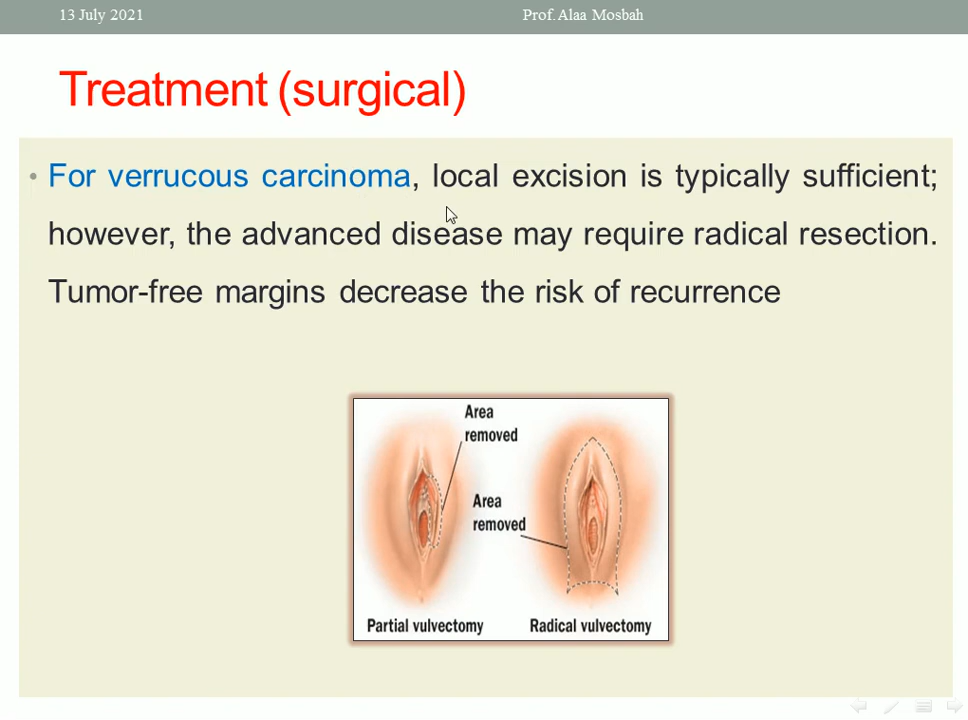 13 July 2021
Prof. Alaa Mosbah
Treatment (surgical)
• For verrucous carcinoma, local excision is typically sufficient;
however, the advanced disease may require radical resection.
Tumor-free margins decrease the risk of recurrence
Area
removed
Area
removed
Partial vulvectomy
Radical vulvectomy